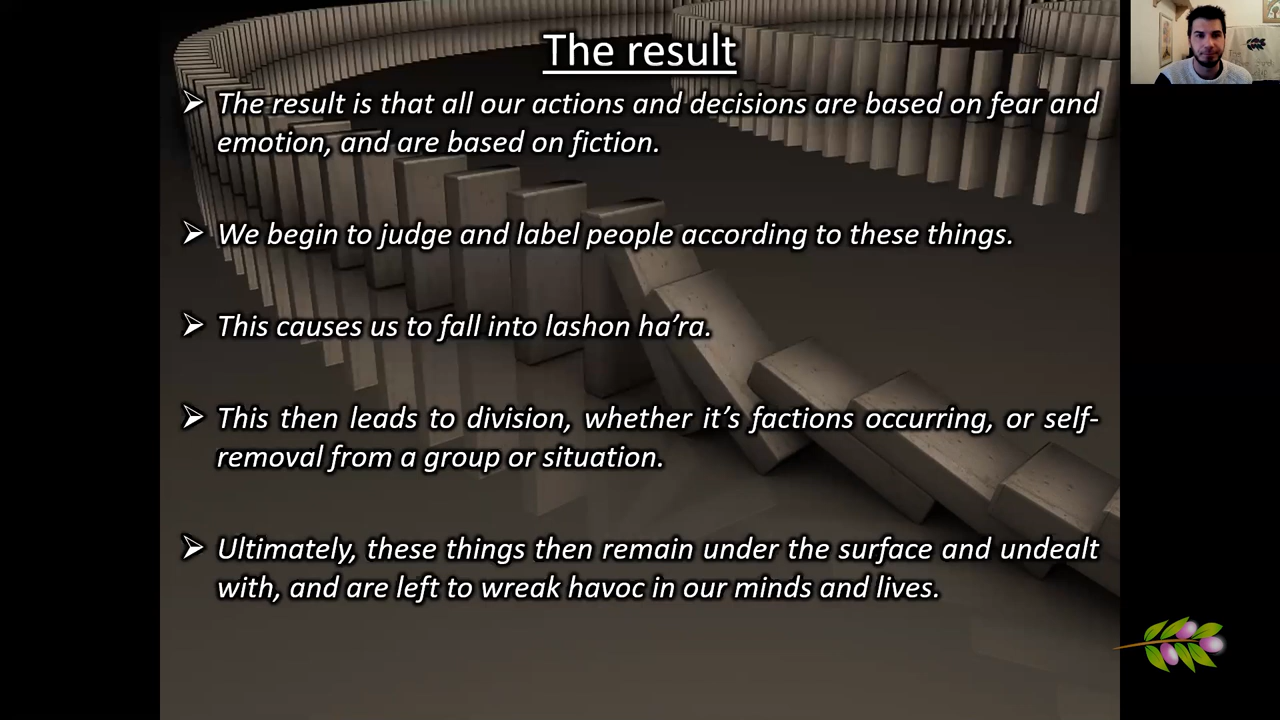 The result
➢ The result is that all our actions and decisions are based on fear and
emotion, and are based on fiction.
➢ We begin to judge and label people according to these things.
➢ This causes us to fall into lashon ha’ra.
➢ This then leads to division, whether it’s factions occurring, or self-
removal from a group or situation.
➢ Ultimately, these things then remain under the surface and undealt
with, and are left to wreak havoc in our minds and lives.